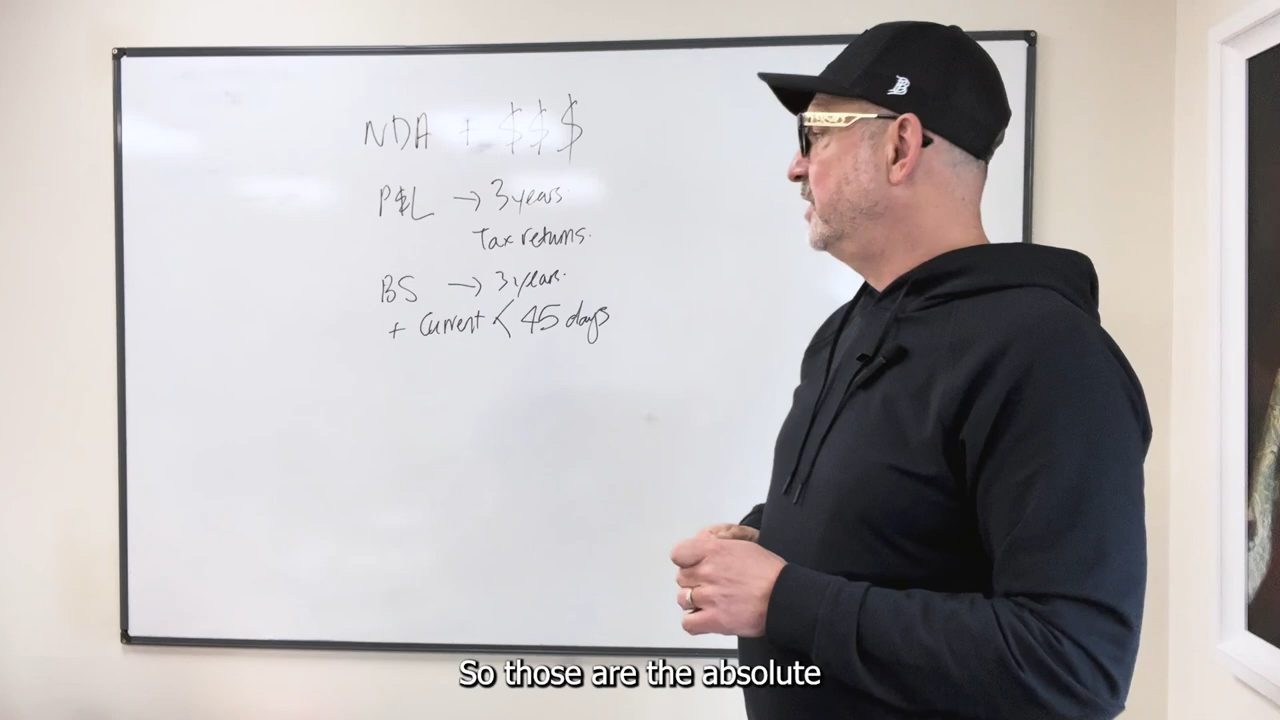 NDA + $$$
P&L → 3 years
Tax returns.
BS → 3 years.
+ Current < 45 days
B
So those are the absolute